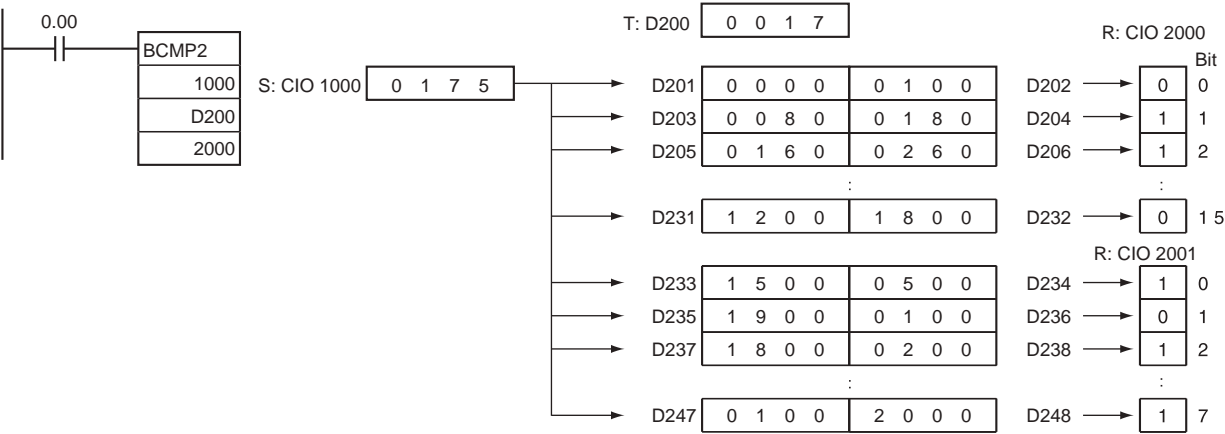 0.00
BCMP2
1000
D200
2000
T: D200 0 0 1 7
R: CIO 2000
Bit
S: CIO 1000 0 1 7 5
D201 0 0 0 0 0 1 0 0 D202 0 0
D203 0 0 8 0 0 1 8 0 D204 1 1
D205 0 1 6 0 0 2 6 0 D206 1 2
: :
D231 1 2 0 0 1 8 0 0 D232 0 1 5
R: CIO 2001
D233 1 5 0 0 0 5 0 0 D234 1 0
D235 1 9 0 0 0 1 0 0 D236 0 1
D237 1 8 0 0 0 2 0 0 D238 1 2
: :
D247 0 1 0 0 2 0 0 0 D248 1 7